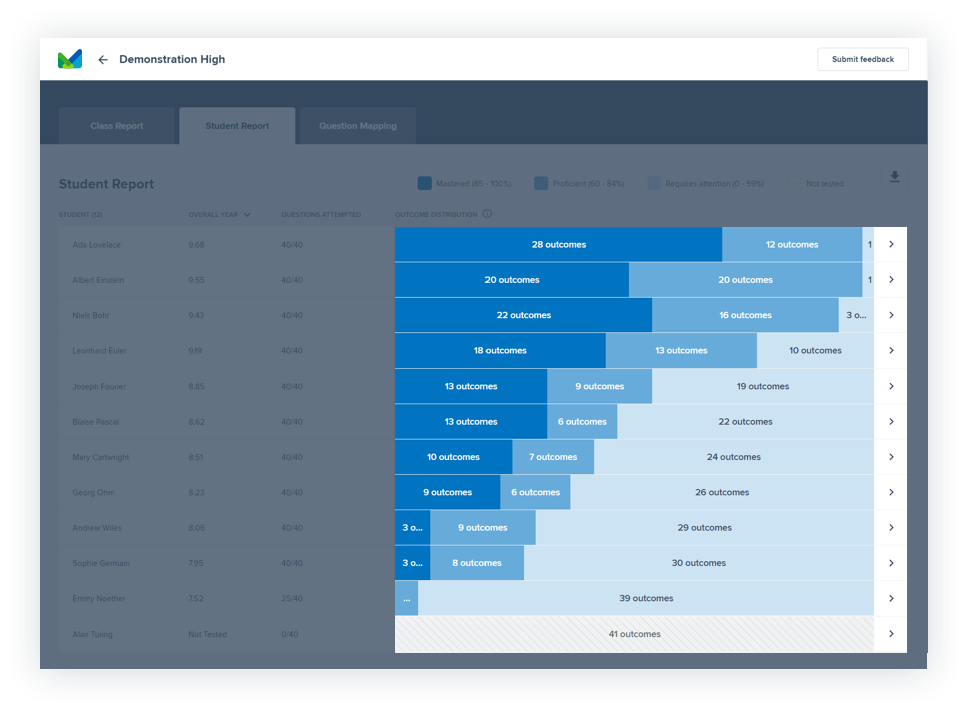 Demonstration High
Submit feedback
Class Report Student Report Question Mapping
Student Report Mastered (85 - 100%) Proficient (60 - 84%) Requires attention (0 - 59%) Not tested
STUDENT (12) OVERALL YEAR QUESTIONS ATTEMPTED OUTCOME DISTRIBUTION
Ada Lovelace 9.68 40/40 28 outcomes 12 outcomes 1
Albert Einstein 9.55 40/40 20 outcomes 20 outcomes 1
Niels Bohr 9.43 40/40 22 outcomes 16 outcomes 3 o...
Leonhard Euler 9.19 40/40 18 outcomes 13 outcomes 10 outcomes
Joseph Fourier 8.85 40/40 13 outcomes 9 outcomes 19 outcomes
Blaise Pascal 8.62 40/40 13 outcomes 6 outcomes 22 outcomes
Mary Cartwright 8.51 40/40 10 outcomes 7 outcomes 24 outcomes
Georg Ohm 8.23 40/40 9 outcomes 6 outcomes 26 outcomes
Andrew Wiles 8.06 40/40 3 o... 9 outcomes 29 outcomes
Sophie Germain 7.95 40/40 3 o... 8 outcomes 30 outcomes
Emmy Noether 7.52 25/40 ... 39 outcomes
Alan Turing Not Tested 0/40 41 outcomes